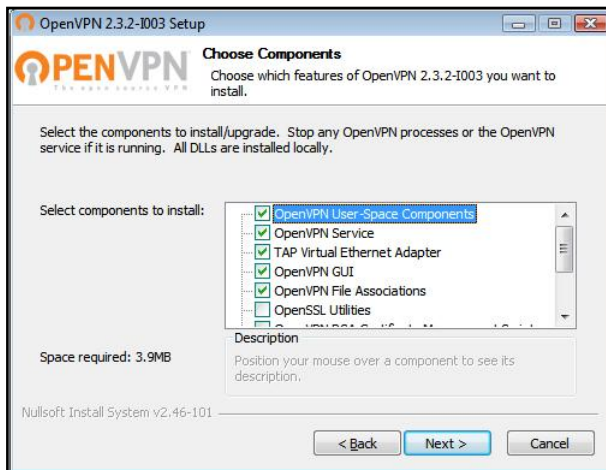 OpenVPN 2.3.2-I003 Setup
OPENVPN
The open source VPN
Choose Components
Choose which features of OpenVPN 2.3.2-I003 you want to
install.
Select the components to install/upgrade. Stop any OpenVPN processes or the OpenVPN
service if it is running. All DLLs are installed locally.
Select components to install:
OpenVPN User-Space Components
OpenVPN Service
TAP Virtual Ethernet Adapter
OpenVPN GUI
OpenVPN File Associations
OpenSSL Utilities
Space required: 3.9MB
Description
Position your mouse over a component to see its
description.
Nullsoft Install System v2.46-101
< Back
Next >
Cancel